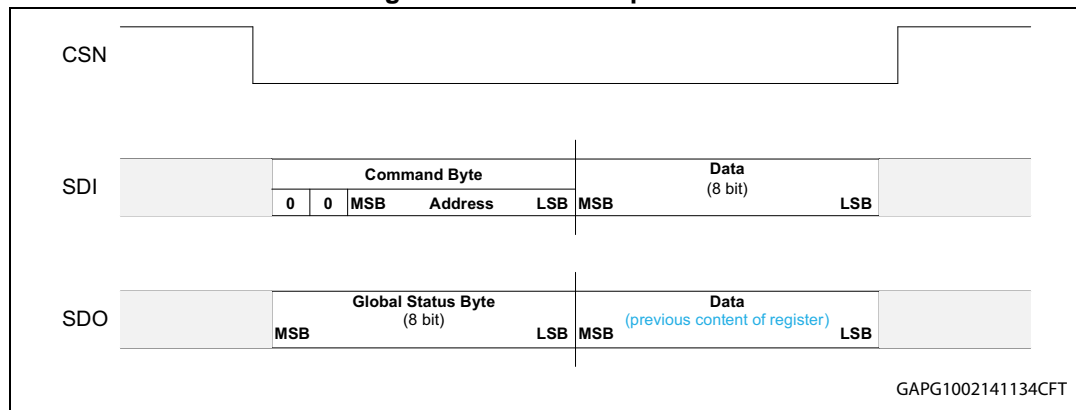 CSN
SDI
Command Byte
0 0 MSB Address LSB
Data
(8 bit)
MSB LSB
SDO
Global Status Byte
(8 bit)
MSB LSB
Data
(previous content of register)
MSB LSB
GAPG1002141134CFT